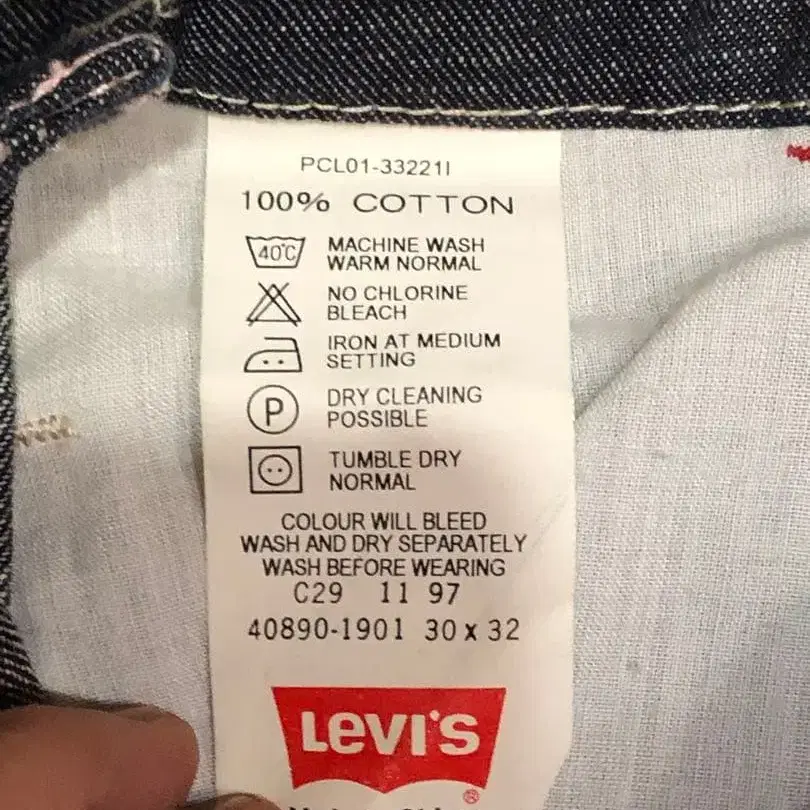 PCL01-33221I
100% COTTON
40°C
MACHINE WASH
WARM NORMAL
NO CHLORINE
BLEACH
IRON AT MEDIUM
SETTING
P
DRY CLEANING
POSSIBLE
TUMBLE DRY
NORMAL
COLOUR WILL BLEED
WASH AND DRY SEPARATELY
WASH BEFORE WEARING
C29 11 97
40890-1901 30 x 32
LEVI'S
®